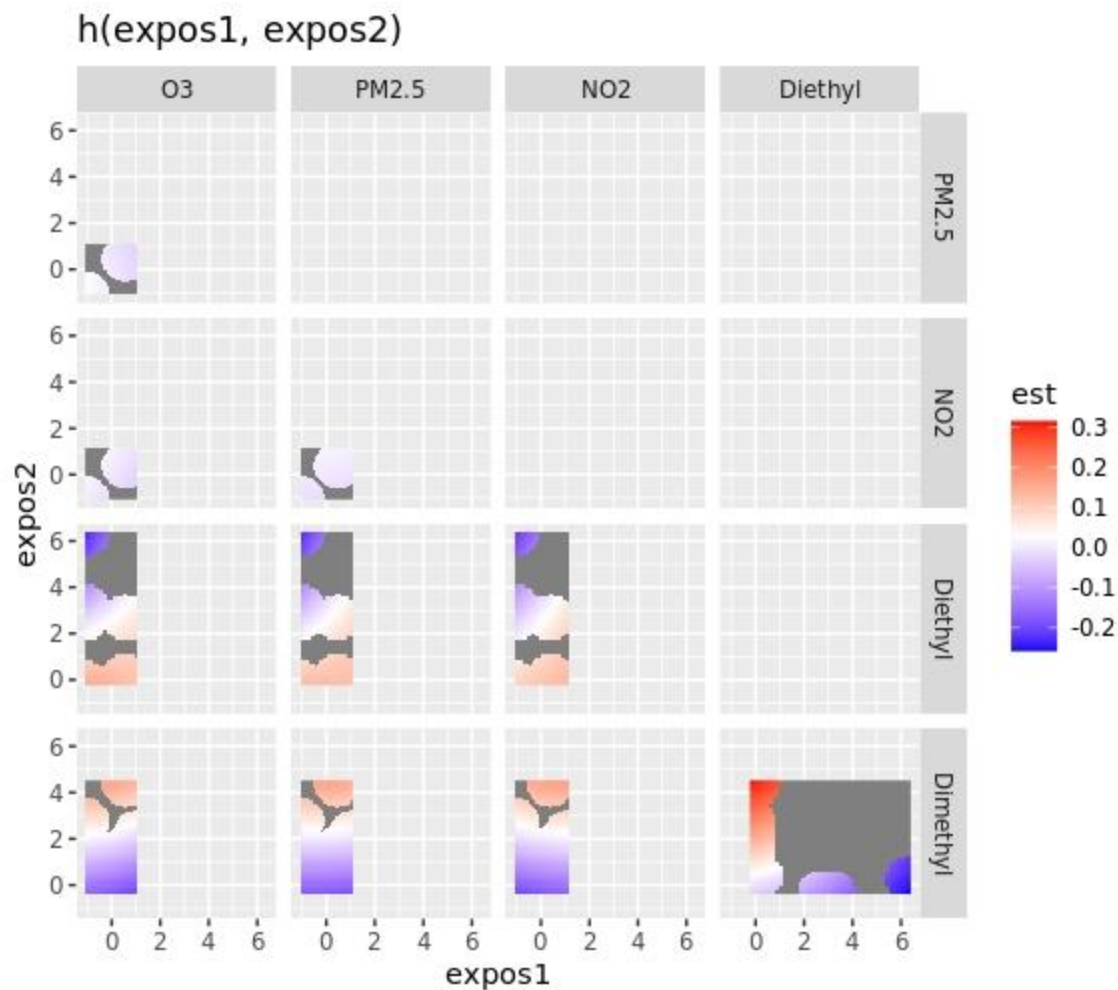 h(expos1, expos2)
O3 PM2.5 NO2 Diethyl
6
4
2
0
PM2.5
6
4
2
0
NO2
6
4
2
0
Diethyl
6
4
2
0
Dimethyl
0 2 4 6 0 2 4 6 0 2 4 6 0 2 4 6
expos1
expos2
est
0.3
0.2
0.1
0.0
-0.1
-0.2